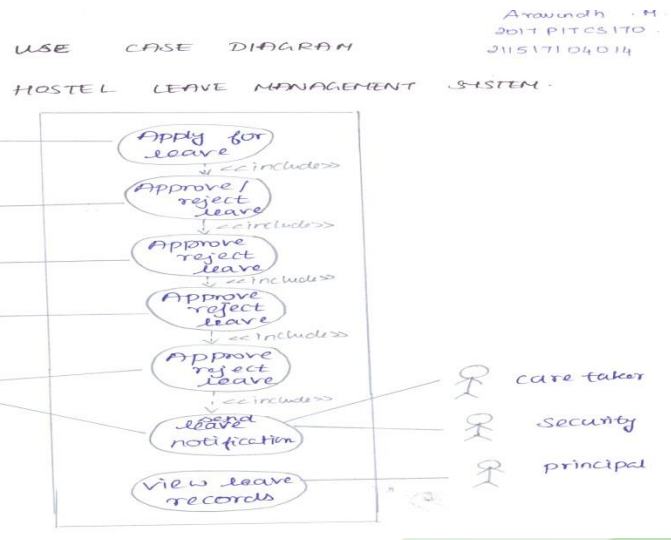 Aravindh . M
2017 PITCS170 .
211517104014
USE CASE DIAGRAM
HOSTEL LEAVE MANAGEMENT SYSTEM .
Apply for
leave
<<include>>
Approve /
reject
leave
<<include>>
Approve
reject
leave
<<include>>
Approve
reject
leave
<<include>>
Approve
reject
leave
<<include>>
send
leave
notification
care taker
security
principal
view leave
records